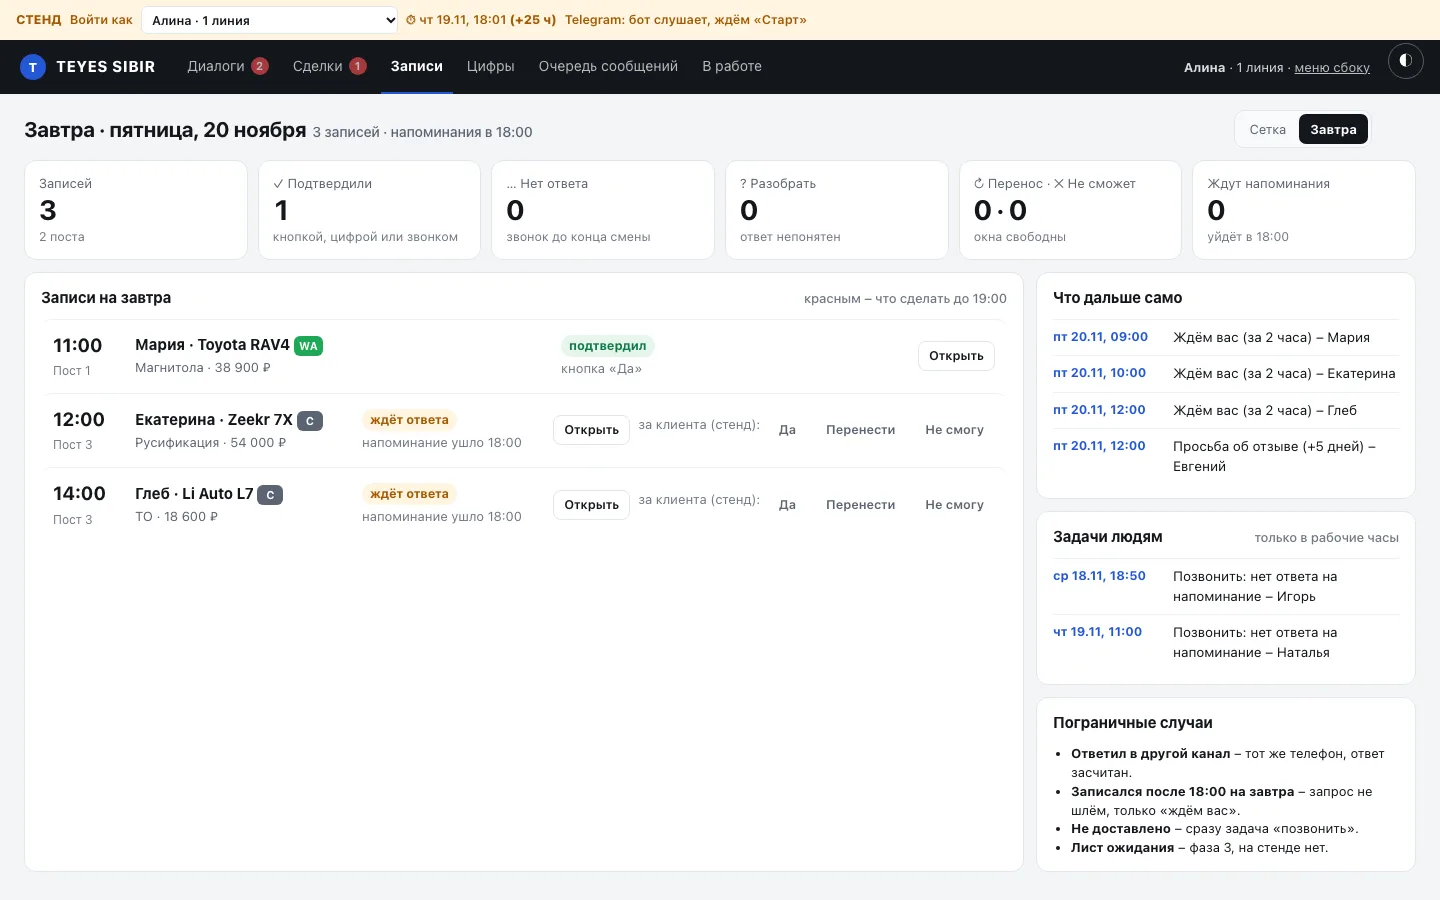 СТЕНД Войти как Алина · 1 линия ⏱ чт 19.11, 18:01 (+25 ч) Telegram: бот слушает, ждём «Старт»
T TEYES SIBIR Диалоги 2 Сделки 1 Записи Цифры Очередь сообщений В работе Алина · 1 линия · меню сбоку
Завтра · пятница, 20 ноября 3 записей · напоминания в 18:00 Сетка Завтра
Записей
3
2 поста
✓ Подтвердили
1
кнопкой, цифрой или звонком
... Нет ответа
0
звонок до конца смены
? Разобрать
0
ответ непонятен
↻ Перенос · ✕ Не сможет
0 · 0
окна свободны
Ждут напоминания
0
уйдёт в 18:00
Записи на завтра красным – что сделать до 19:00
11:00 Мария · Toyota RAV4 WA подтвердил Открыть
Пост 1 Магнитола · 38 900 ₽ кнопка «Да»
12:00 Екатерина · Zeekr 7X C ждёт ответа Открыть за клиента (стенд): Да Перенести Не смогу
Пост 3 Русификация · 54 000 ₽ напоминание ушло 18:00
14:00 Глеб · Li Auto L7 C ждёт ответа Открыть за клиента (стенд): Да Перенести Не смогу
Пост 3 ТО · 18 600 ₽ напоминание ушло 18:00
Что дальше само
пт 20.11, 09:00 Ждём вас (за 2 часа) – Мария
пт 20.11, 10:00 Ждём вас (за 2 часа) – Екатерина
пт 20.11, 12:00 Ждём вас (за 2 часа) – Глеб
пт 20.11, 12:00 Просьба об отзыве (+5 дней) –
Евгений
Задачи людям только в рабочие часы
ср 18.11, 18:50 Позвонить: нет ответа на
напоминание – Игорь
чт 19.11, 11:00 Позвонить: нет ответа на
напоминание – Наталья
Пограничные случаи
• Ответил в другой канал – тот же телефон, ответ
засчитан.
• Записался после 18:00 на завтра – запрос не
шлём, только «ждём вас».
• Не доставлено – сразу задача «позвонить».
• Лист ожидания – фаза 3, на стенде нет.